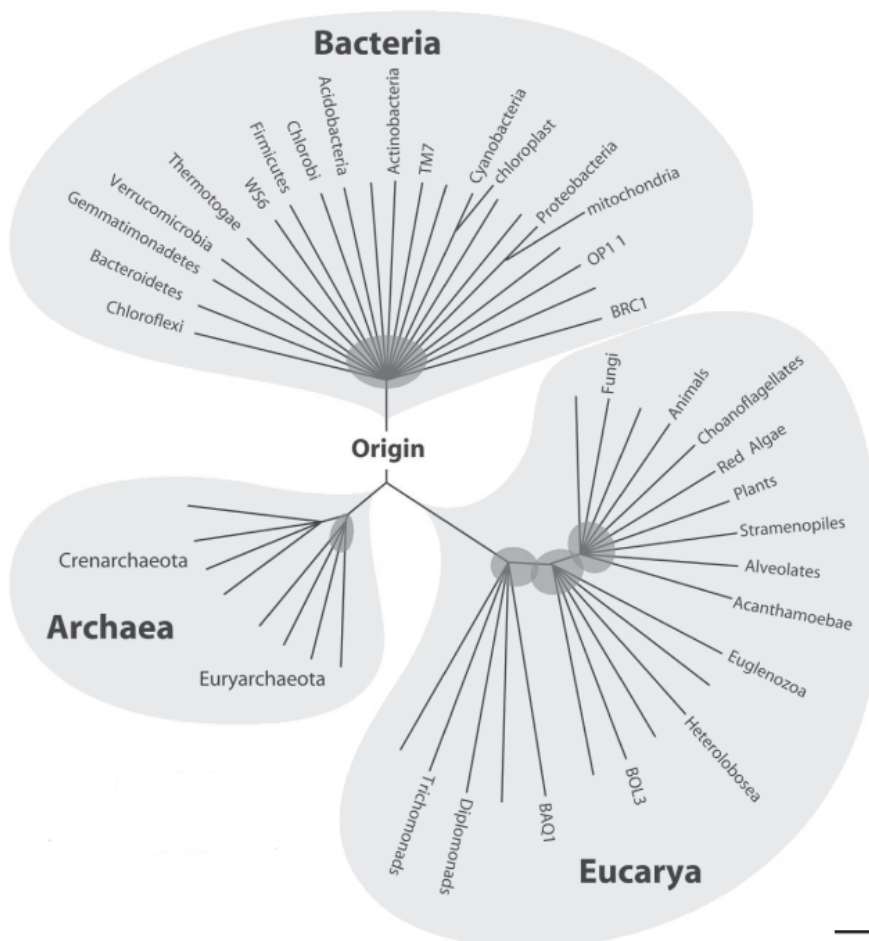 Bacteria
Chloroflexi
Bacteroidetes
Gemmatimonadetes
Verrucomicrobia
Thermotogae
WS6
Firmicutes
Chlorobi
Acidobacteria
Actinobacteria
TM7
Cyanobacteria
chloroplast
Proteobacteria
mitochondria
OP1 1
BRC1
Origin
Crenarchaeota
Archaea
Euryarchaeota
Fungi
Animals
Choanoflagellates
Red Algae
Plants
Stramenopiles
Alveolates
Acanthamoebae
Euglenozoa
Heterolobosea
BOL3
BAQ1
Diplomonads
Trichomonads
Eucarya